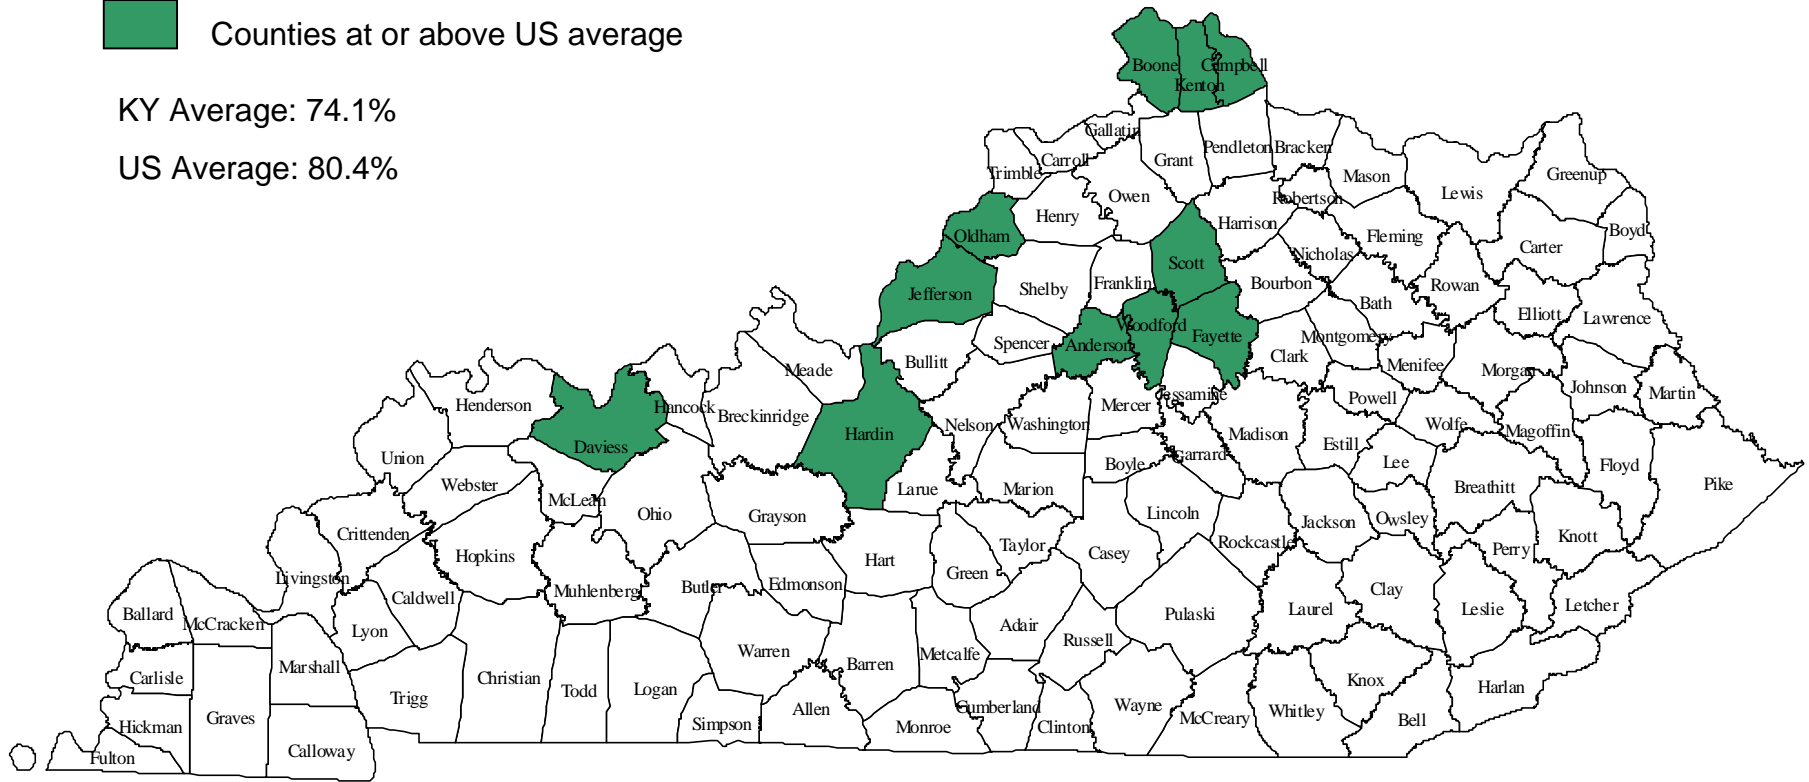 Counties at or above US average
KY Average: 74.1%
US Average: 80.4%
Boone
Campbell
Kenton
Gallatin
Carroll
Trimble
Grant
Pendleton
Bracken
Mason
Robertson
Lewis
Greenup
Owen
Henry
Oldham
Harrison
Fleming
Nicholas
Carter
Boyd
Scott
Franklin
Bourbon
Bath
Rowan
Elliott
Lawrence
Jefferson
Shelby
Woodford
Fayette
Anderson
Spencer
Bullitt
Montgomery
Clark
Menifee
Morgan
Johnson
Martin
Meade
Hancock
Breckinridge
Henderson
Daviess
Hardin
Nelson
Washington
Mercer
Jessamine
Madison
Powell
Estill
Wolfe
Magoffin
Lee
Floyd
Pike
Union
Webster
McLean
Ohio
Grayson
Larue
Marion
Boyle
Garrard
Lincoln
Rockcastle
Jackson
Owsley
Breathitt
Perry
Knott
Crittenden
Livingston
Hopkins
Muhlenberg
Butler
Edmonson
Hart
Green
Taylor
Casey
Pulaski
Laurel
Clay
Leslie
Letcher
Ballard
McCracken
Lyon
Caldwell
Warren
Barren
Metcalfe
Adair
Russell
Carlisle
Marshall
Trigg
Christian
Todd
Logan
Simpson
Allen
Monroe
Cumberland
Clinton
Wayne
McCreary
Whitley
Knox
Bell
Harlan
Hickman
Graves
Calloway
Fulton